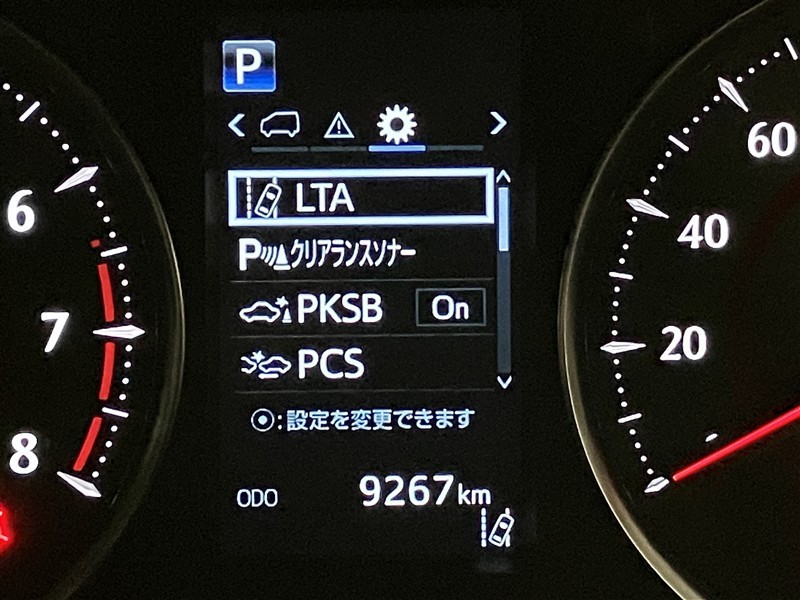 P
LTA
Pクリアランスソナー
PKSB On
PCS
⦿:設定を変更できます
ODO 9267km
6
7
8
60
40
20